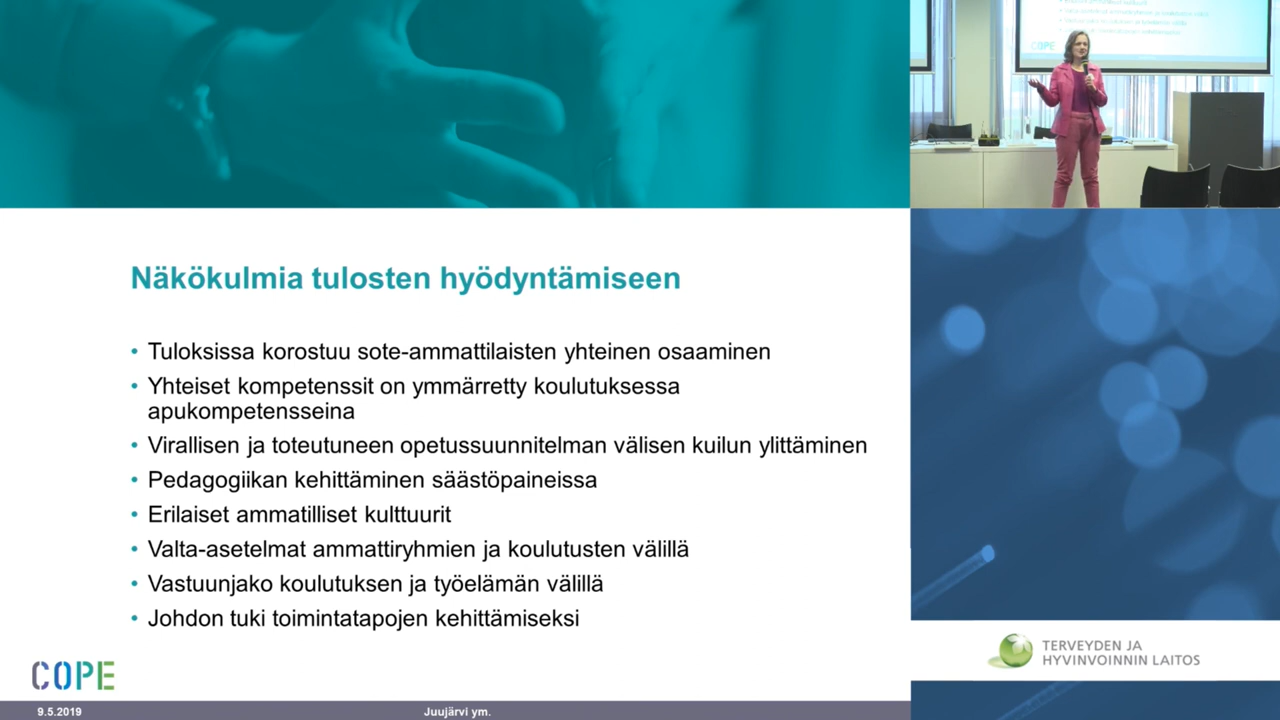 Näkökulmia tulosten hyödyntämiseen
• Tuloksissa korostuu sote-ammattilaisten yhteinen osaaminen
• Yhteiset kompetenssit on ymmärretty koulutuksessa
apukompetensseina
• Virallisen ja toteutuneen opetussuunnitelman välisen kuilun ylittäminen
• Pedagogiikan kehittäminen säästöpaineissa
• Erilaiset ammatilliset kulttuurit
• Valta-asetelmat ammattiryhmien ja koulutusten välillä
• Vastuunjako koulutuksen ja työelämän välillä
• Johdon tuki toimintatapojen kehittämiseksi
COPE
9.5.2019
Juujärvi ym.
COPE
TERVEYDEN JA
HYVINVOINNIN LAITOS